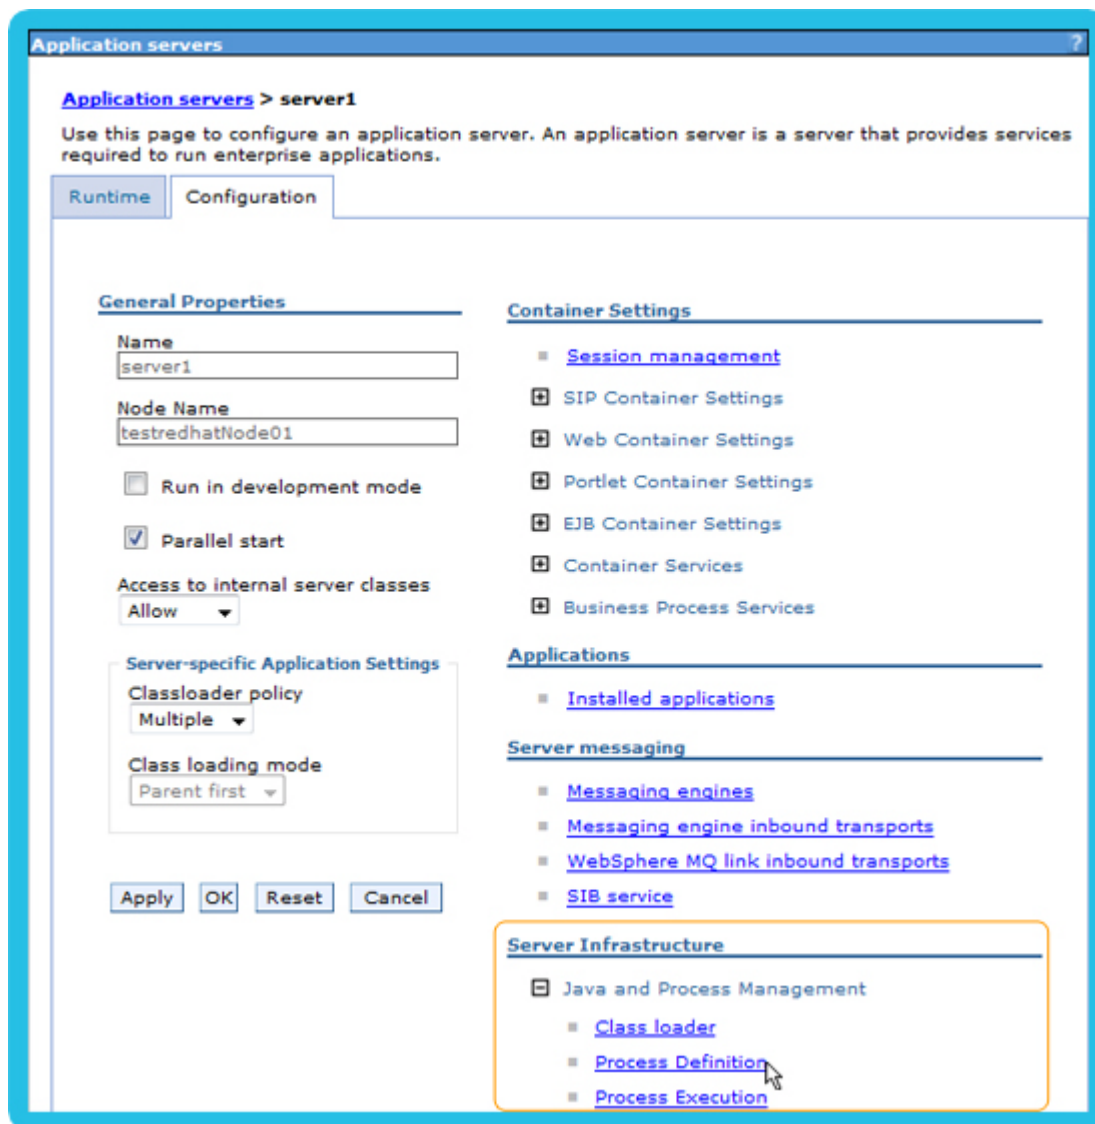 Application servers
?
Application servers > server1
Use this page to configure an application server. An application server is a server that provides services
required to run enterprise applications.
Runtime
Configuration
General Properties
Name
server1
Node Name
testredhatNode01
Run in development mode
Parallel start
Access to internal server classes
Allow
Server-specific Application Settings
Classloader policy
Multiple
Class loading mode
Parent first
Apply
OK
Reset
Cancel
Container Settings
Session management
SIP Container Settings
Web Container Settings
Portlet Container Settings
EJB Container Settings
Container Services
Business Process Services
Applications
Installed applications
Server messaging
Messaging engines
Messaging engine inbound transports
WebSphere MQ link inbound transports
SIB service
Server Infrastructure
Java and Process Management
Class loader
Process Definition
Process Execution